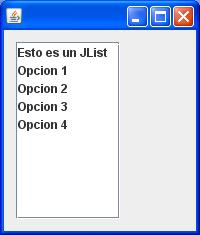 Esto es un JList
Opcion 1
Opcion 2
Opcion 3
Opcion 4